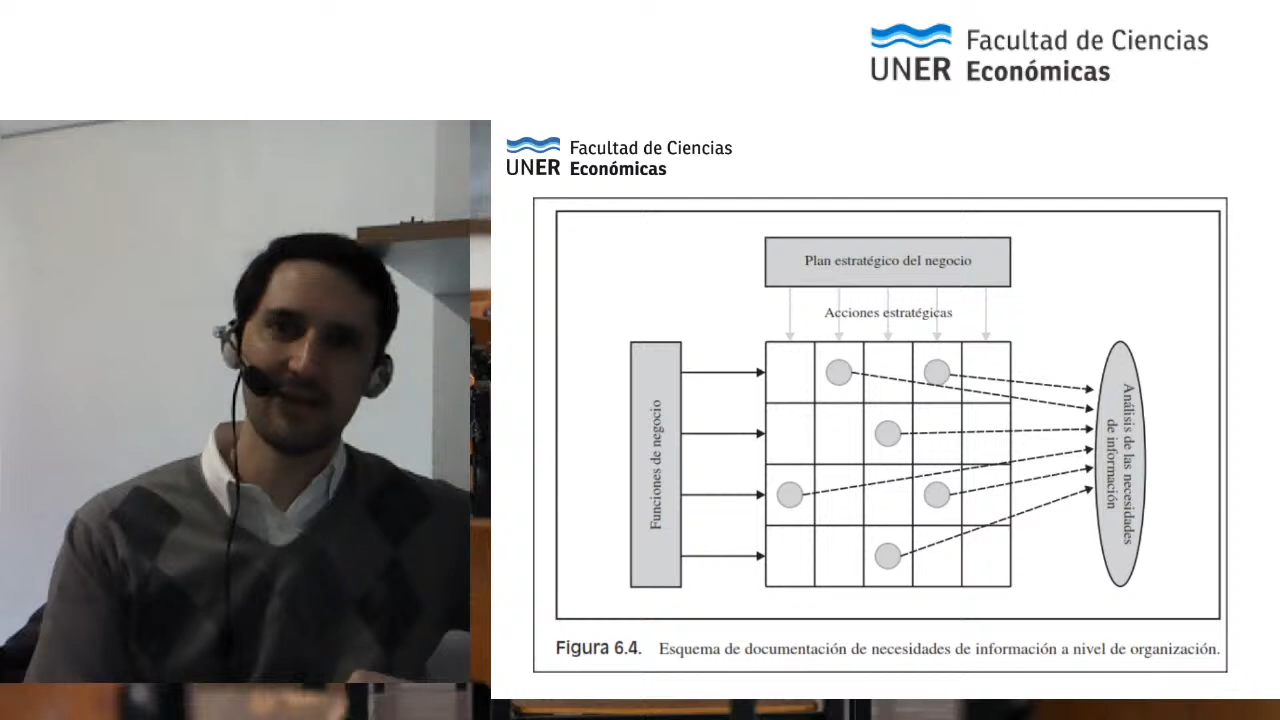 UNER Facultad de Ciencias
Económicas
UNER Facultad de Ciencias
Económicas
Plan estratégico del negocio
Acciones estratégicas
Funciones de negocio
Análisis de las necesidades
de información
Figura 6.4. Esquema de documentación de necesidades de información a nivel de organización.